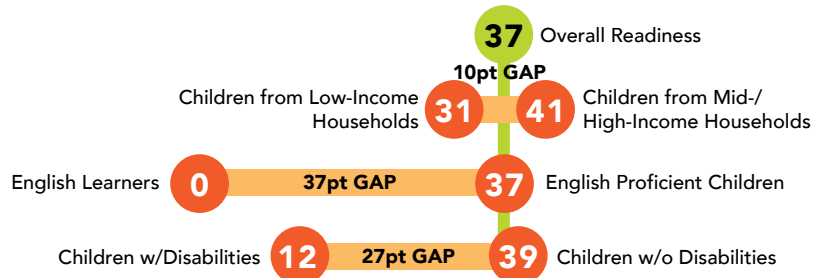 37 Overall Readiness
10pt GAP
Children from Low-Income
Households
31
41
Children from Mid-/
High-Income Households
English Learners 0 37pt GAP 37 English Proficient Children
Children w/Disabilities 12 27pt GAP 39 Children w/o Disabilities